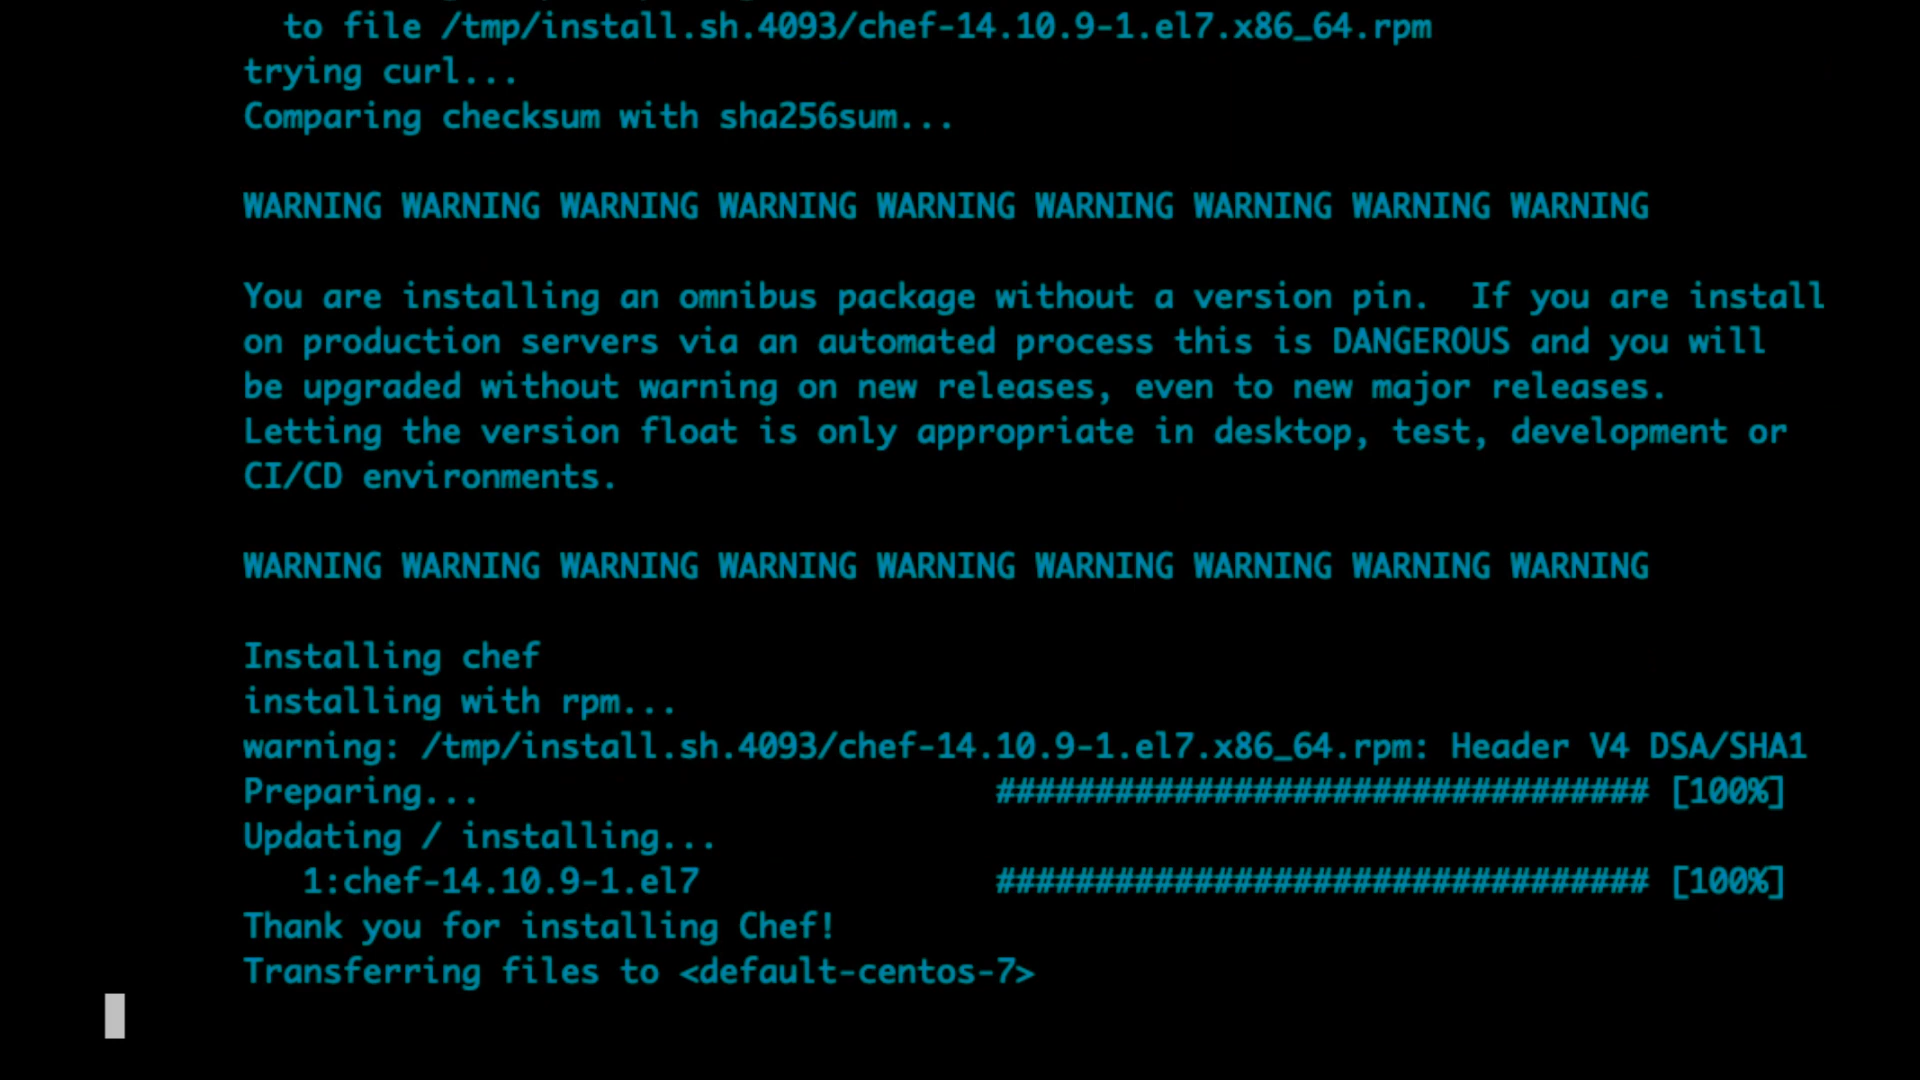 to file /tmp/install.sh.4093/chef-14.10.9-1.el7.x86_64.rpm
trying curl...
Comparing checksum with sha256sum...
WARNING WARNING WARNING WARNING WARNING WARNING WARNING WARNING WARNING
You are installing an omnibus package without a version pin.  If you are install
on production servers via an automated process this is DANGEROUS and you will
be upgraded without warning on new releases, even to new major releases.
Letting the version float is only appropriate in desktop, test, development or
CI/CD environments.
WARNING WARNING WARNING WARNING WARNING WARNING WARNING WARNING WARNING
Installing chef
installing with rpm...
warning: /tmp/install.sh.4093/chef-14.10.9-1.el7.x86_64.rpm: Header V4 DSA/SHA1
Preparing... ################################# [100%]
Updating / installing...
1:chef-14.10.9-1.el7 ################################# [100%]
Thank you for installing Chef!
Transferring files to <default-centos-7>